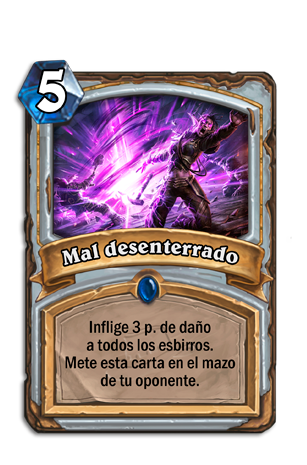 5
Mal desenterrado
Inflige 3 p. de daño
a todos los esbirros.
Mete esta carta en el mazo
de tu oponente.